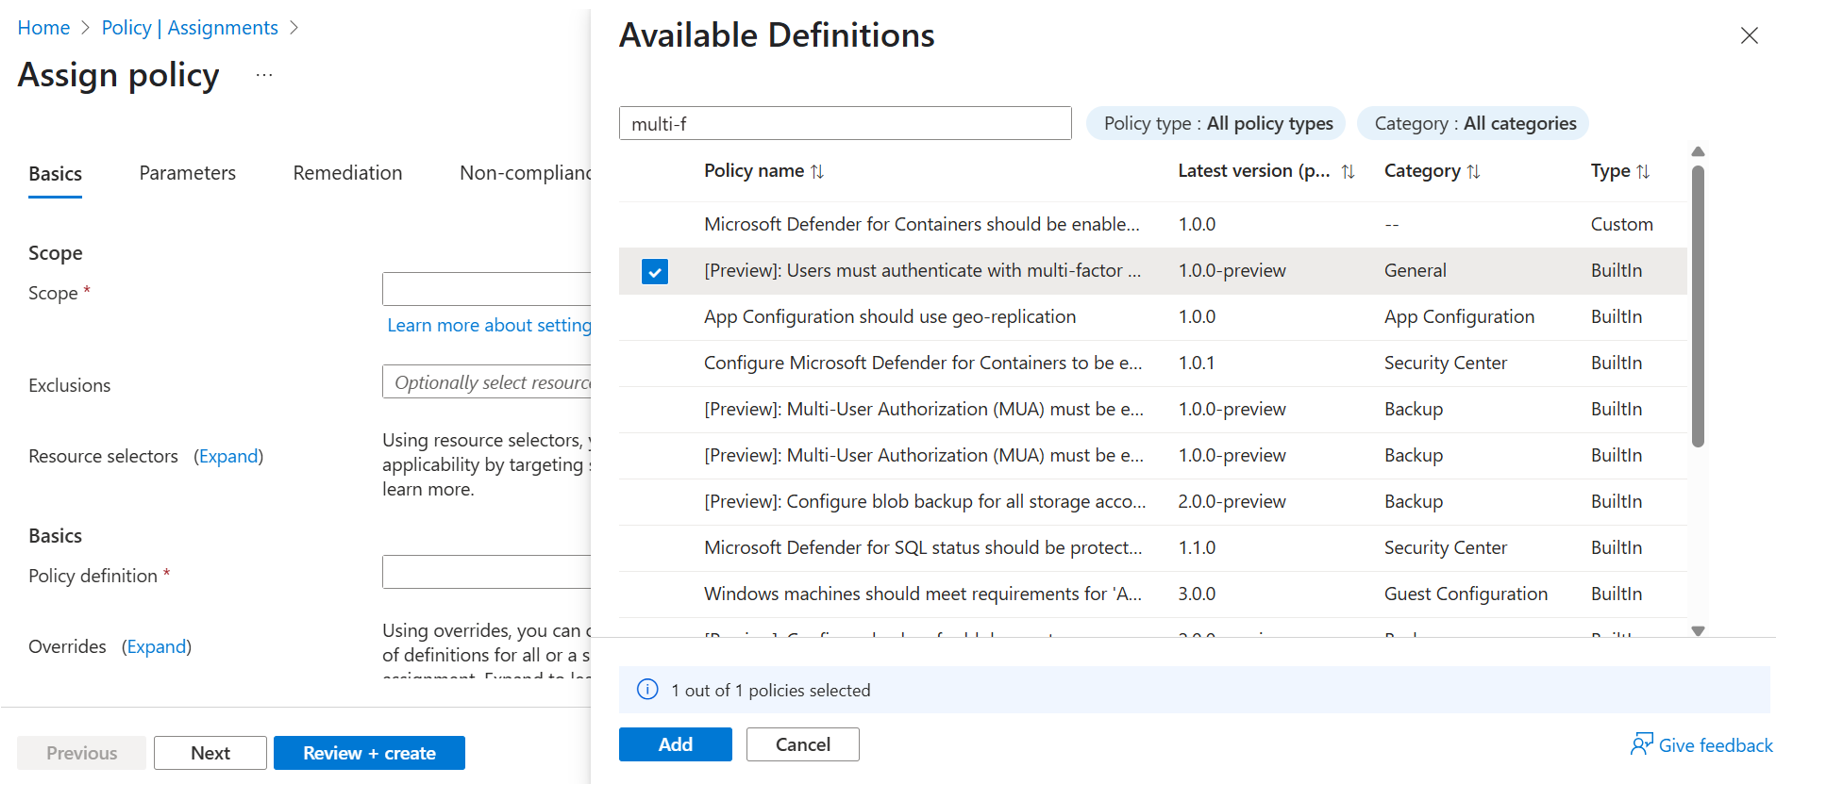 Home > Policy | Assignments >
Assign policy ...
Basics Parameters Remediation Non-complianc
Scope
Scope *
Learn more about setting
Exclusions
Optionally select resourc
Resource selectors (Expand)
Using resource selectors, y
applicability by targeting s
learn more.
Basics
Policy definition *
Overrides (Expand)
Using overrides, you can c
of definitions for all or a s
assignment. Expand to lea
Previous Next Review + create
Available Definitions
multi-f
Policy type : All policy types
Category : All categories
Policy name Latest version (p... Category Type
Microsoft Defender for Containers should be enable... 1.0.0 -- Custom
[Preview]: Users must authenticate with multi-factor ... 1.0.0-preview General BuiltIn
App Configuration should use geo-replication 1.0.0 App Configuration BuiltIn
Configure Microsoft Defender for Containers to be e... 1.0.1 Security Center BuiltIn
[Preview]: Multi-User Authorization (MUA) must be e... 1.0.0-preview Backup BuiltIn
[Preview]: Multi-User Authorization (MUA) must be e... 1.0.0-preview Backup BuiltIn
[Preview]: Configure blob backup for all storage acco... 2.0.0-preview Backup BuiltIn
Microsoft Defender for SQL status should be protect... 1.1.0 Security Center BuiltIn
Windows machines should meet requirements for 'A... 3.0.0 Guest Configuration BuiltIn
1 out of 1 policies selected
Add Cancel
Give feedback